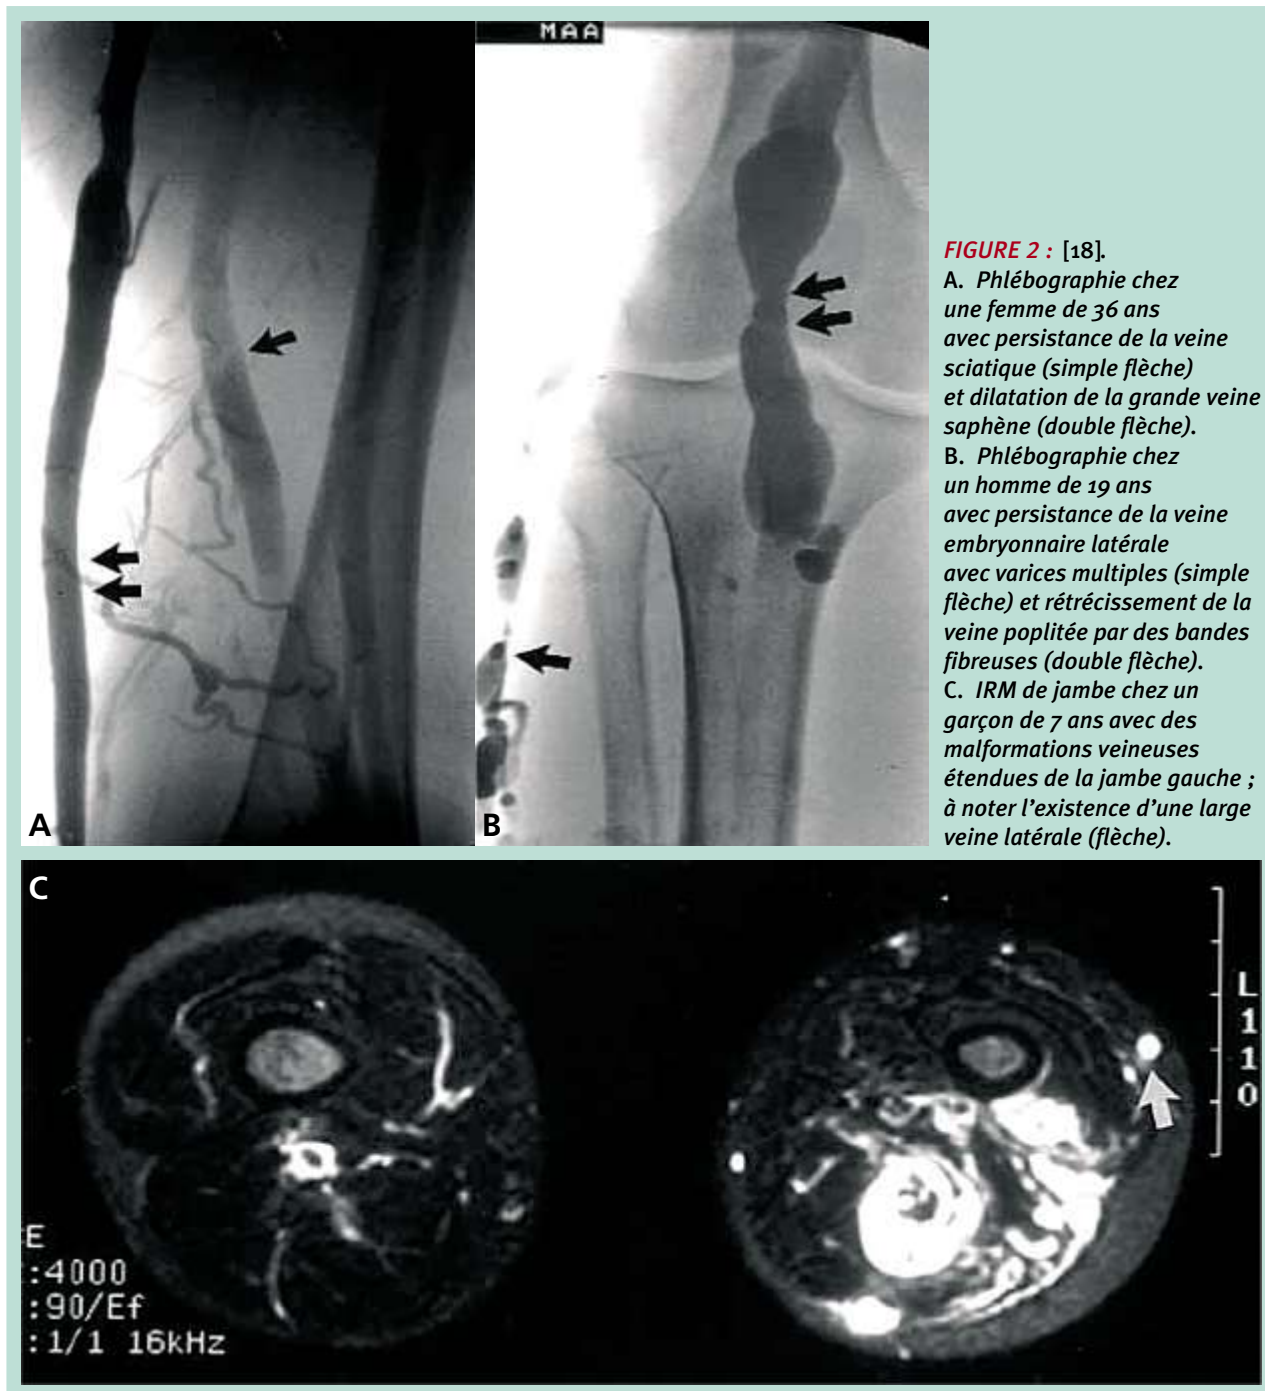 MAA
A
B
FIGURE 2 : [18].
A. Phlébographie chez
une femme de 36 ans
avec persistance de la veine
sciatique (simple flèche)
et dilatation de la grande veine
saphène (double flèche).
B. Phlébographie chez
un homme de 19 ans
avec persistance de la veine
embryonnaire latérale
avec varices multiples (simple
flèche) et rétrécissement de la
veine poplitée par des bandes
fibreuses (double flèche).
C. IRM de jambe chez un
garçon de 7 ans avec des
malformations veineuses
étendues de la jambe gauche ;
à noter l'existence d'une large
veine latérale (flèche).
C
L
1
1
0
E
:4000
:90/Ef
:1/1 16kHz